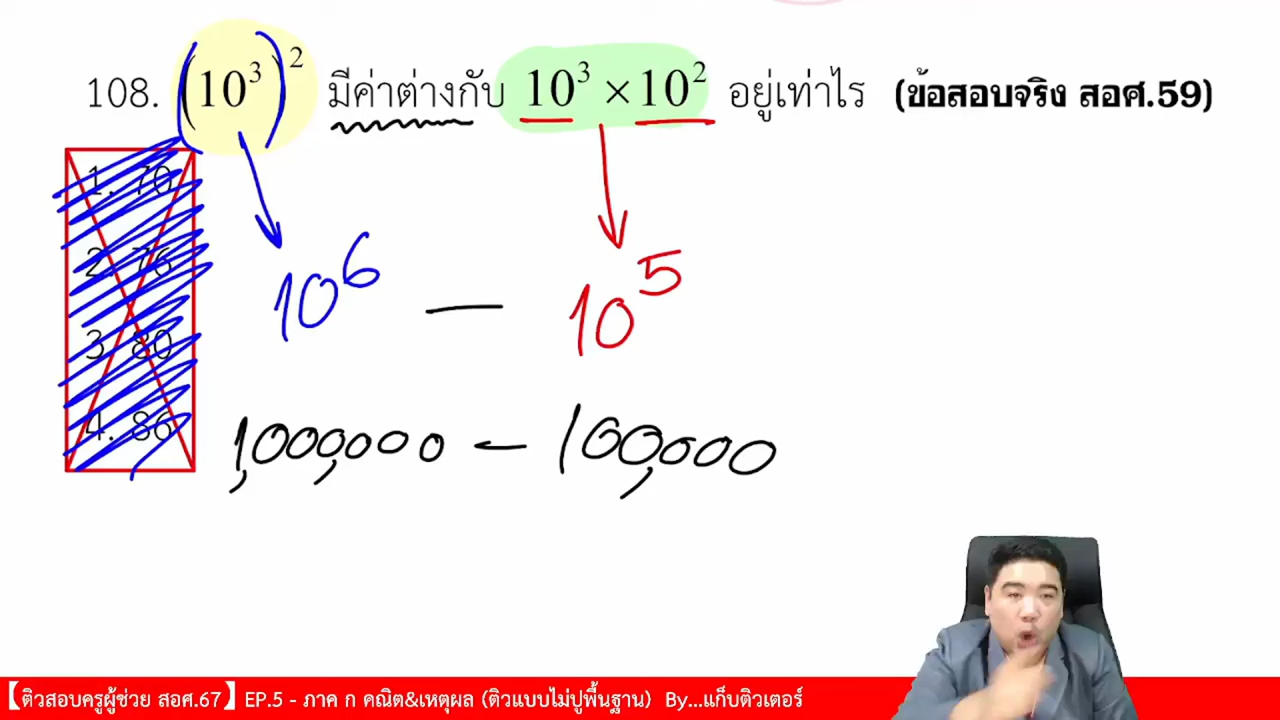 108. (10³)² มีค่าต่างกับ 10³ × 10² อยู่เท่าไร (ข้อสอบจริง สอศ.59)
1. 70
2. 76
3. 80
4. 86
10⁶ — 10⁵
1,000,000 — 100,000
【ติวสอบครูผู้ช่วย สอศ.67】 EP.5 - ภาค ก คณิต&เหตุผล (ติวแบบไม่ปูพื้นฐาน) By...แก็บติวเตอร์